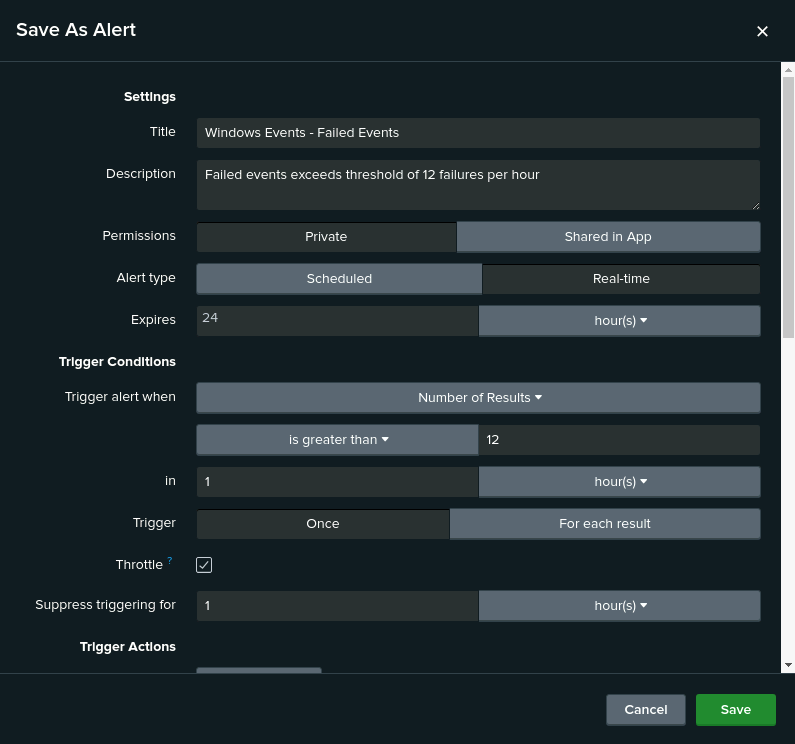 Save As Alert
Settings
Title Windows Events - Failed Events
Description Failed events exceeds threshold of 12 failures per hour
Permissions Private Shared in App
Alert type Scheduled Real-time
Expires 24 hour(s)
Trigger Conditions
Trigger alert when Number of Results
is greater than 12
in 1 hour(s)
Trigger Once For each result
Throttle ?
Suppress triggering for 1 hour(s)
Trigger Actions
Cancel Save